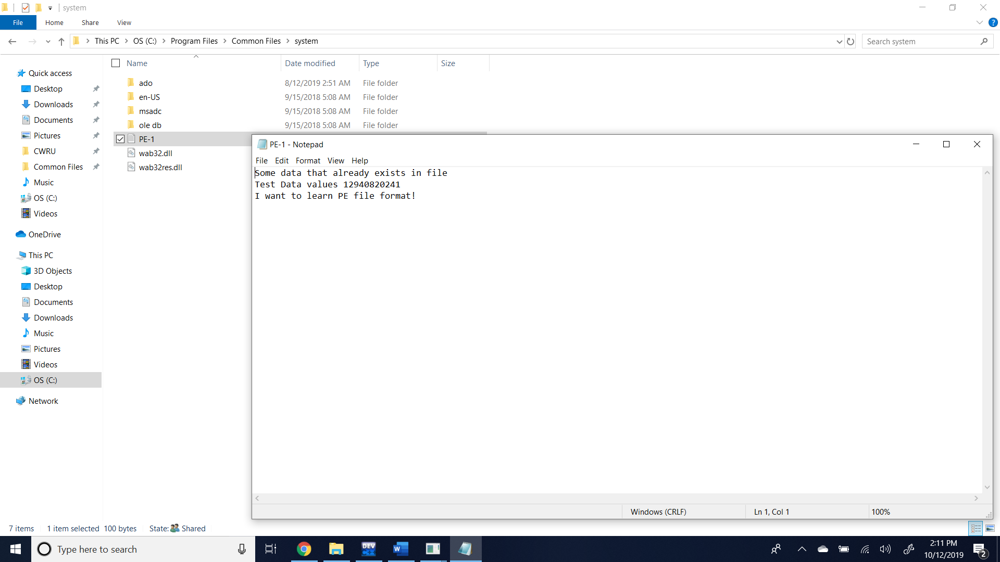 system
File Home Share View
This PC OS (C:) Program Files Common Files system
Search system
Name Date modified Type Size
Quick access
Desktop
Downloads
Documents
Pictures
CWRU
Common Files
Music
OS (C:)
Videos
OneDrive
This PC
3D Objects
Desktop
Documents
Downloads
Music
Pictures
Videos
OS (C:)
Network
ado 8/12/2019 2:51 AM File folder
en-US 9/15/2018 5:08 AM File folder
msadc 9/15/2018 5:08 AM File folder
ole db 9/15/2018 5:08 AM File folder
PE-1
wab32.dll
wab32res.dll
PE-1 - Notepad
File Edit Format View Help
Some data that already exists in file
Test Data values 12940820241
I want to learn PE file format!
Windows (CRLF) Ln 1, Col 1 100%
7 items 1 item selected 100 bytes State: Shared
Type here to search
DEV
C++
W
2:11 PM
10/12/2019
2